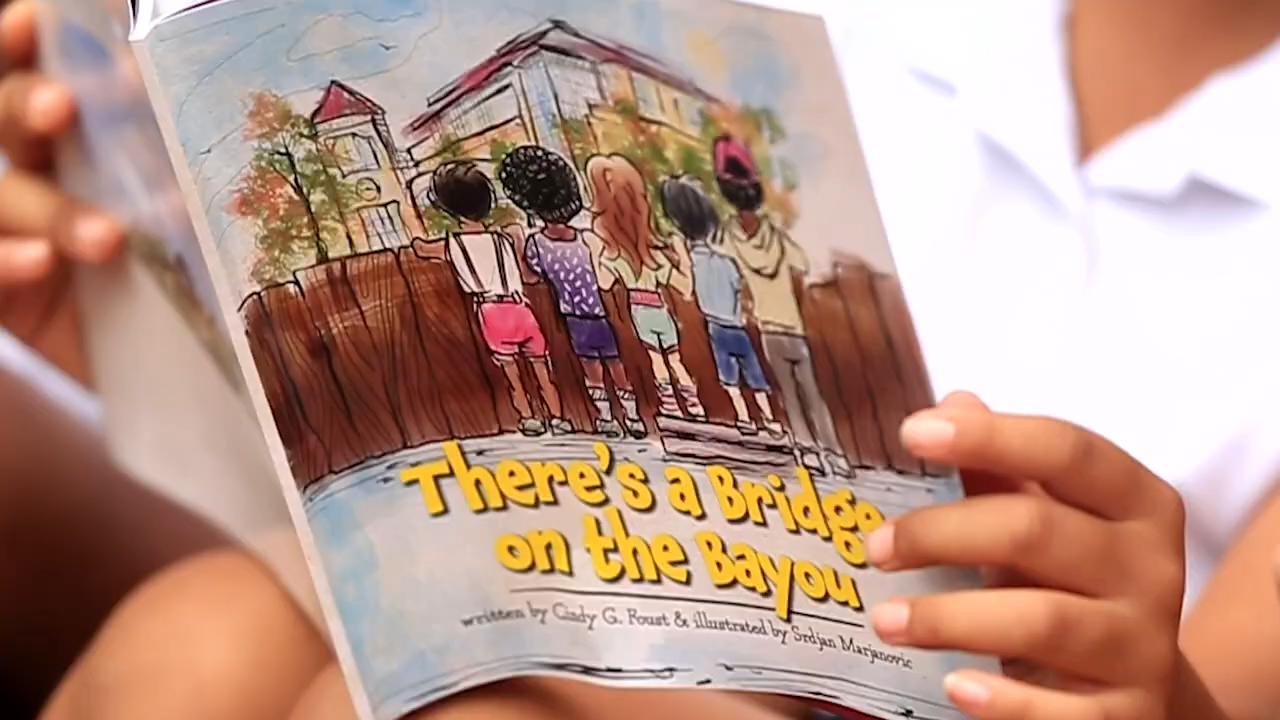 There's a Bridge
on the Bayou
written by Cindy G. Foust & illustrated by Srdjan Marjanovic